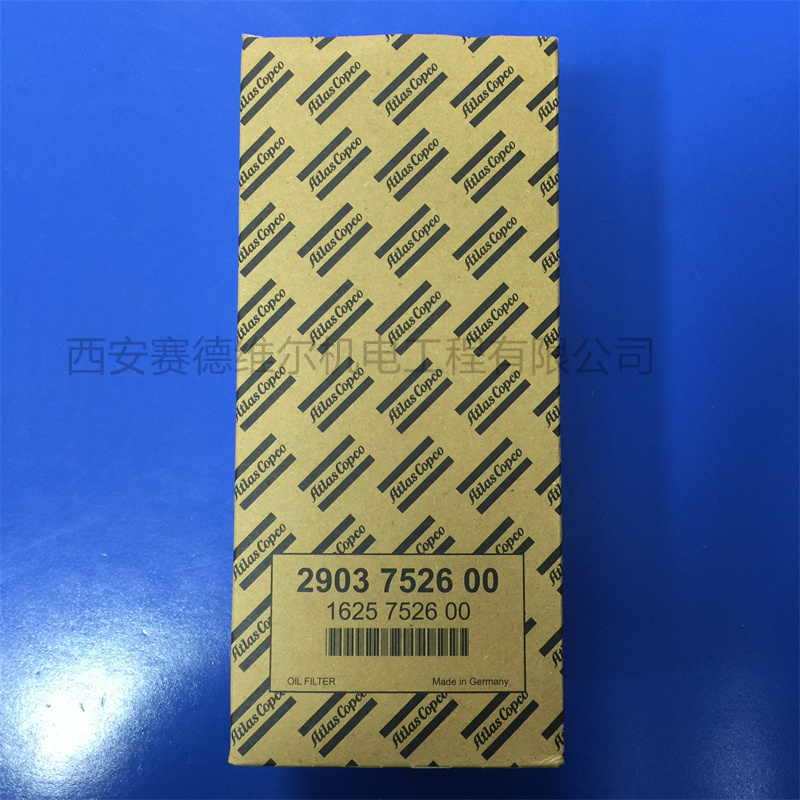 Atlas Copco
西安赛德维尔机电工程有限公司
2903 7526 00
1625 7526 00
OIL FILTER
Made in Germany